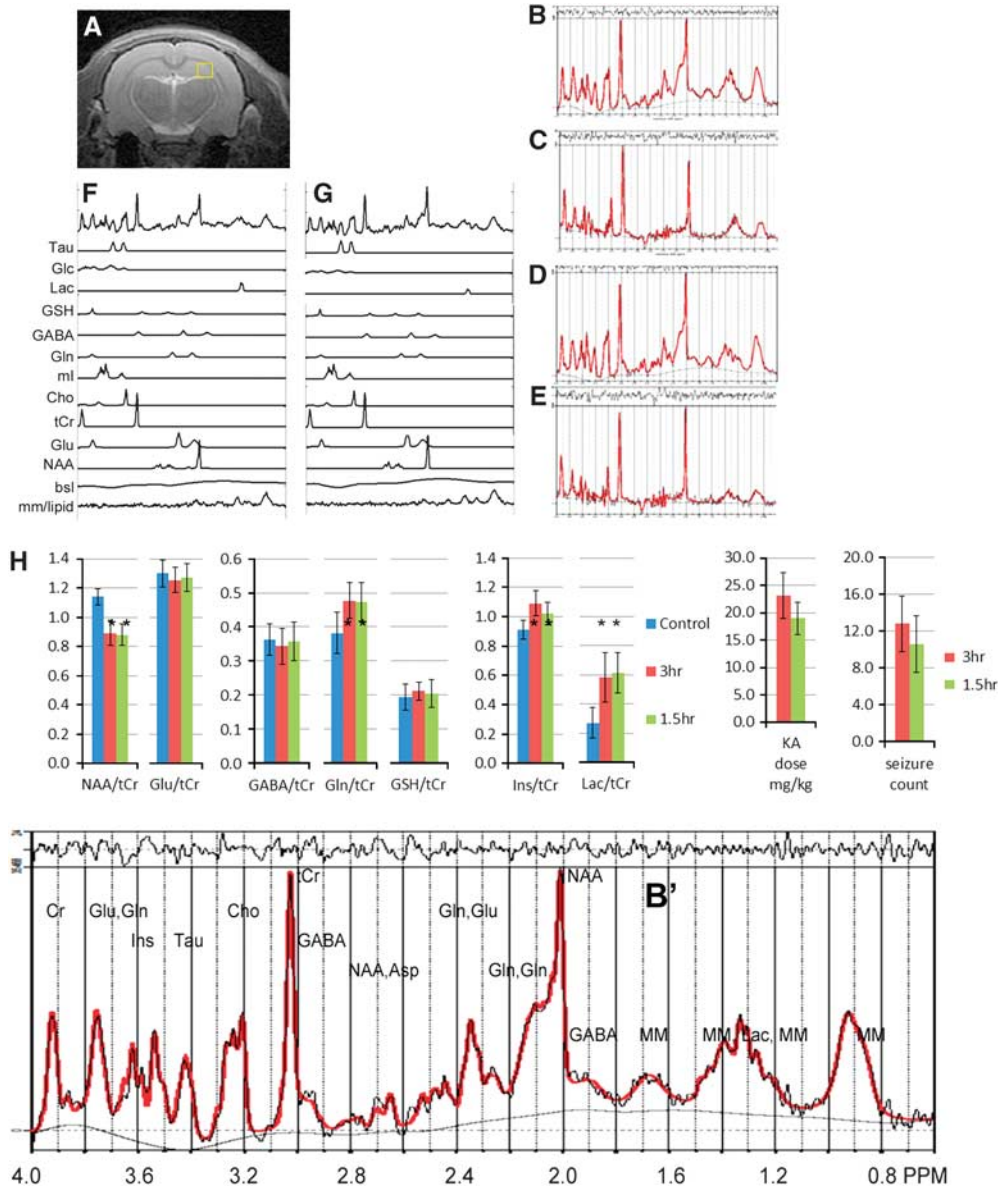 A
B
C
D
E
F
G
Tau
Glc
Lac
GSH
GABA
Gln
mI
Cho
tCr
Glu
NAA
bsl
mm/lipid
H
1.4
1.2
1.0
0.8
0.6
0.4
0.2
0.0
* *
NAA/tCr
Glu/tCr
0.6
0.5
0.4
0.3
0.2
0.1
0.0
* *
GABA/tCr
Gln/tCr
GSH/tCr
1.4
1.2
1.0
0.8
0.6
0.4
0.2
0.0
* *
* *
Ins/tCr
Lac/tCr
Control
3hr
1.5hr
30.0
25.0
20.0
15.0
10.0
5.0
0.0
KA
dose
mg/kg
20.0
16.0
12.0
8.0
4.0
0.0
seizure
count
3hr
1.5hr
B'
tCr
NAA
Cr
Glu,Gln
Cho
Gln,Glu
Ins
Tau
GABA
NAA,Asp
Gln,Gln
GABA
MM
MM, Lac, MM
MM
4.0
3.6
3.2
2.8
2.4
2.0
1.6
1.2
0.8 PPM